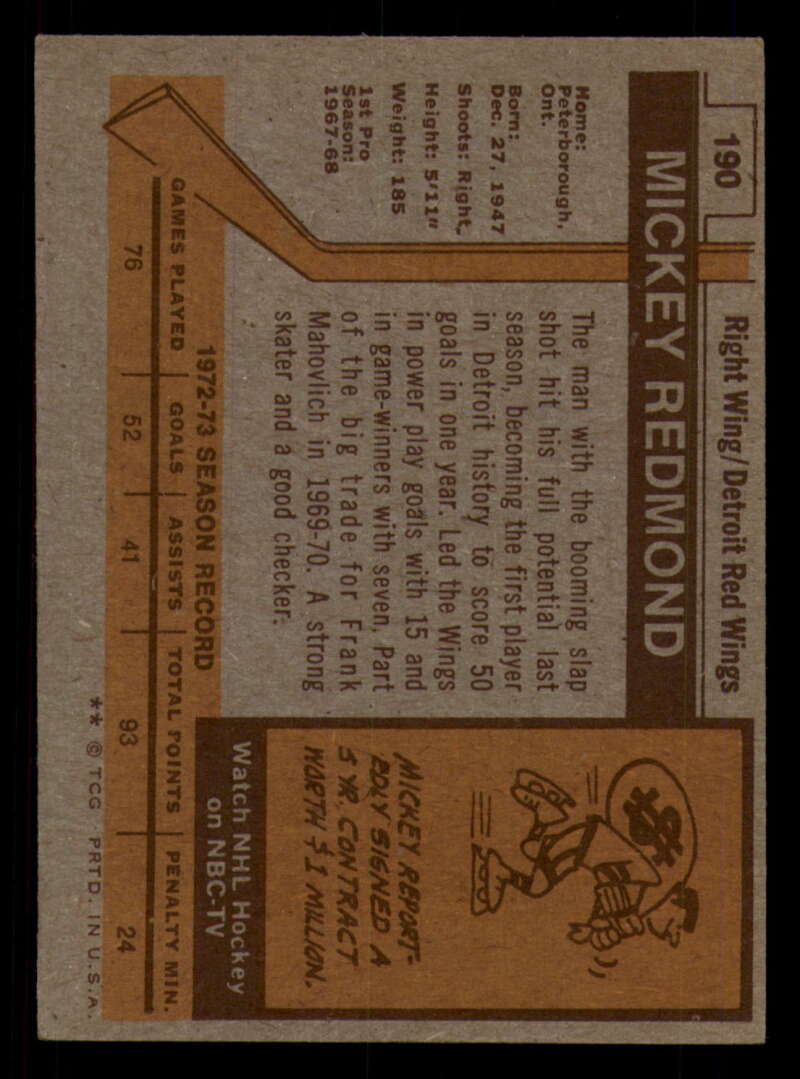 190
Right Wing/Detroit Red Wings
MICKEY REDMOND
Home:
Peterborough,
Ont.
Born:
Dec. 27, 1947
Shoots: Right
Height: 5'11"
Weight: 185
1st Pro
Season:
1967-68
The man with the booming slap
shot hit his full potential last
season, becoming the first player
in Detroit history to score 50
goals in one year. Led the Wings
in power play goals with 15 and
in game-winners with seven. Part
of the big trade for Frank
Mahovlich in 1969-70. A strong
skater and a good checker.
MICKEY REPORT-
EDLY SIGNED A
5 YR. CONTRACT
WORTH $1 MILLION.
Watch NHL Hockey
on NBC-TV
1972-73 SEASON RECORD
GAMES PLAYED GOALS ASSISTS TOTAL POINTS PENALTY MIN.
76 52 41 93 24
** © TCG PRTD. IN U.S.A.